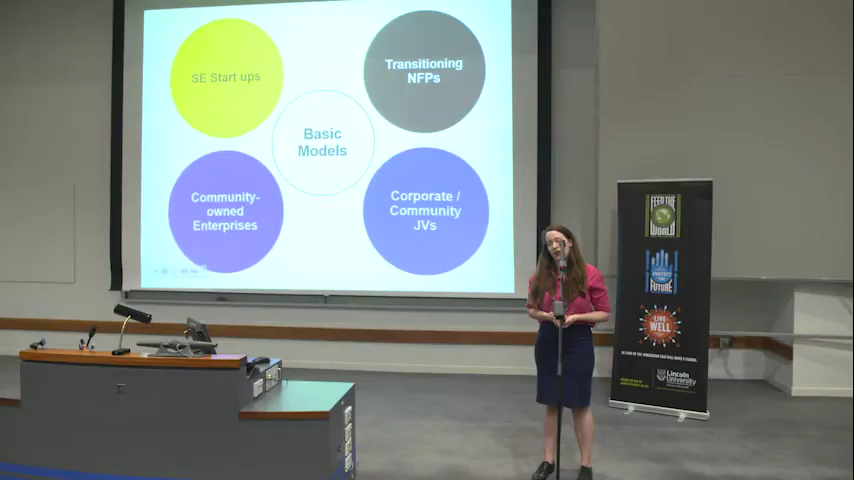 SE Start ups
Transitioning
NFPs
Basic
Models
Community-
owned
Enterprises
Corporate /
Community
JVs
FEED THE
WORLD
PROTECT
THE
FUTURE
LIVE
WELL
Lincoln
University